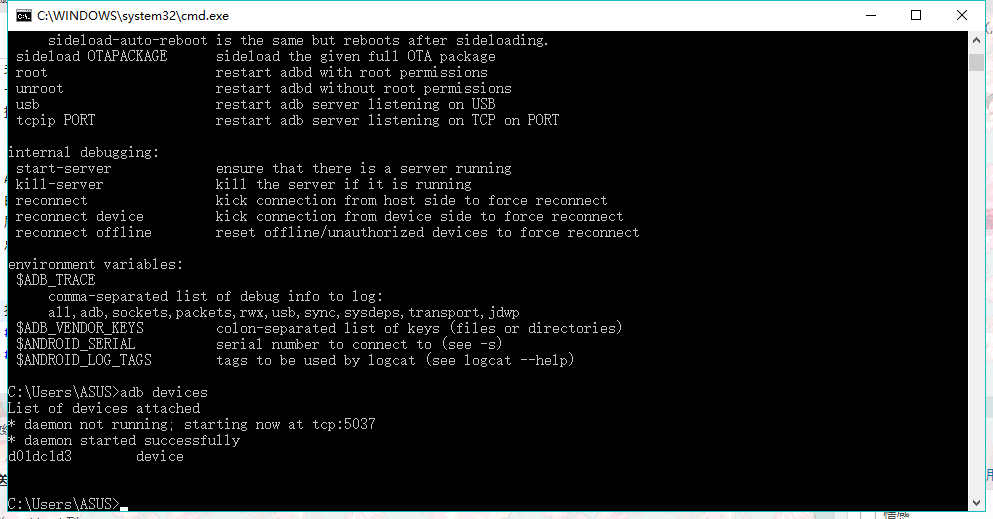 C:\WINDOWS\system32\cmd.exe
sideload-auto-reboot is the same but reboots after sideloading.
sideload OTAPACKAGE sideload the given full OTA package
root restart adbd with root permissions
unroot restart adbd without root permissions
usb restart adb server listening on USB
tcpip PORT restart adb server listening on TCP on PORT
internal debugging:
start-server ensure that there is a server running
kill-server kill the server if it is running
reconnect kick connection from host side to force reconnect
reconnect device kick connection from device side to force reconnect
reconnect offline reset offline/unauthorized devices to force reconnect
environment variables:
$ADB_TRACE
comma-separated list of debug info to log:
all,adb,sockets,packets,rwx,usb,sync,sysdeps,transport,jdwp
$ADB_VENDOR_KEYS colon-separated list of keys (files or directories)
$ANDROID_SERIAL serial number to connect to (see -s)
$ANDROID_LOG_TAGS tags to be used by logcat (see logcat --help)
C:\Users\ASUS>adb devices
List of devices attached
* daemon not running; starting now at tcp:5037
* daemon started successfully
d01dc1d3 device
C:\Users\ASUS>